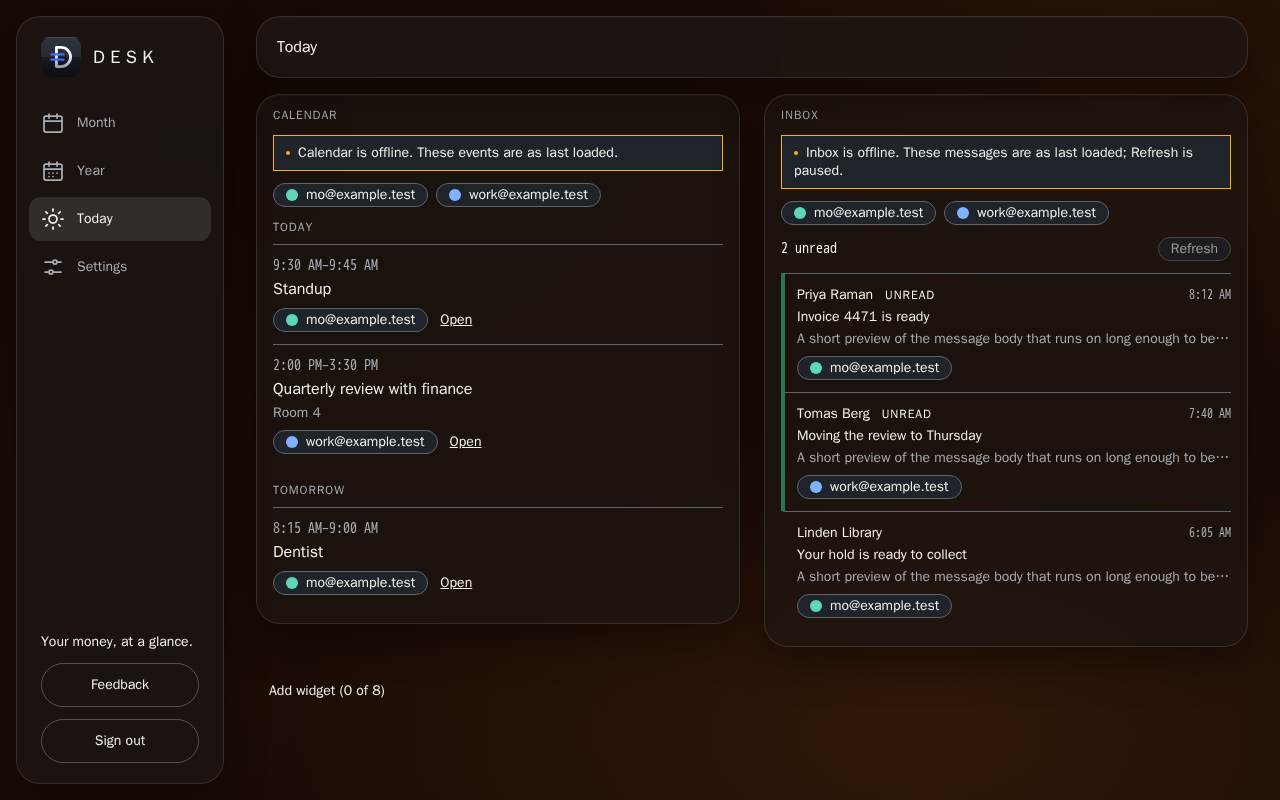 DESK
Month
Year
Today
Settings
Your money, at a glance.
Feedback
Sign out
Today
CALENDAR
• Calendar is offline. These events are as last loaded.
mo@example.test work@example.test
TODAY
9:30 AM–9:45 AM
Standup
mo@example.test Open
2:00 PM–3:30 PM
Quarterly review with finance
Room 4
work@example.test Open
TOMORROW
8:15 AM–9:00 AM
Dentist
mo@example.test Open
Add widget (0 of 8)
INBOX
• Inbox is offline. These messages are as last loaded; Refresh is
paused.
mo@example.test work@example.test
2 unread Refresh
Priya Raman UNREAD 8:12 AM
Invoice 4471 is ready
A short preview of the message body that runs on long enough to be…
mo@example.test
Tomas Berg UNREAD 7:40 AM
Moving the review to Thursday
A short preview of the message body that runs on long enough to be…
work@example.test
Linden Library 6:05 AM
Your hold is ready to collect
A short preview of the message body that runs on long enough to be…
mo@example.test